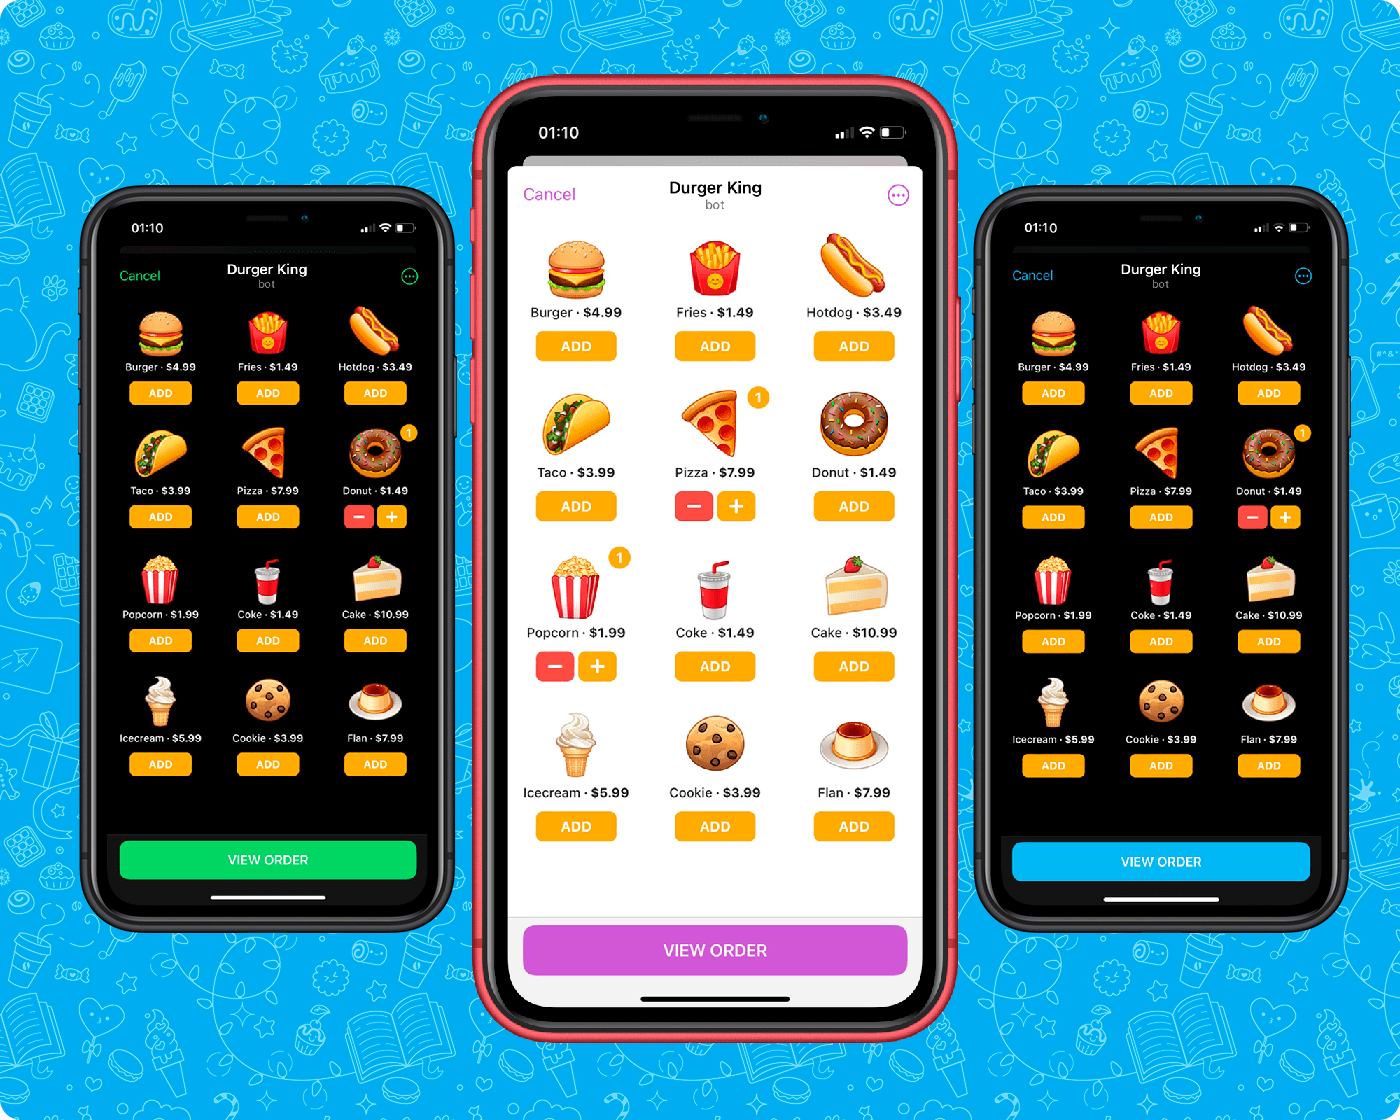 01:10
Cancel
Durger King
bot
Burger · $4.99
Fries · $1.49
Hotdog · $3.49
ADD
ADD
ADD
1
Taco · $3.99
Pizza · $7.99
Donut · $1.49
ADD
ADD
− +
Popcorn · $1.99
Coke · $1.49
Cake · $10.99
ADD
ADD
ADD
Icecream · $5.99
Cookie · $3.99
Flan · $7.99
ADD
ADD
ADD
VIEW ORDER
01:10
Cancel
Durger King
bot
Burger · $4.99
Fries · $1.49
Hotdog · $3.49
ADD
ADD
ADD
1
Taco · $3.99
Pizza · $7.99
Donut · $1.49
ADD
− +
ADD
1
Popcorn · $1.99
Coke · $1.49
Cake · $10.99
− +
ADD
ADD
Icecream · $5.99
Cookie · $3.99
Flan · $7.99
ADD
ADD
ADD
VIEW ORDER
01:10
Cancel
Durger King
bot
Burger · $4.99
Fries · $1.49
Hotdog · $3.49
ADD
ADD
ADD
1
Taco · $3.99
Pizza · $7.99
Donut · $1.49
ADD
ADD
− +
Popcorn · $1.99
Coke · $1.49
Cake · $10.99
ADD
ADD
ADD
Icecream · $5.99
Cookie · $3.99
Flan · $7.99
ADD
ADD
ADD
VIEW ORDER